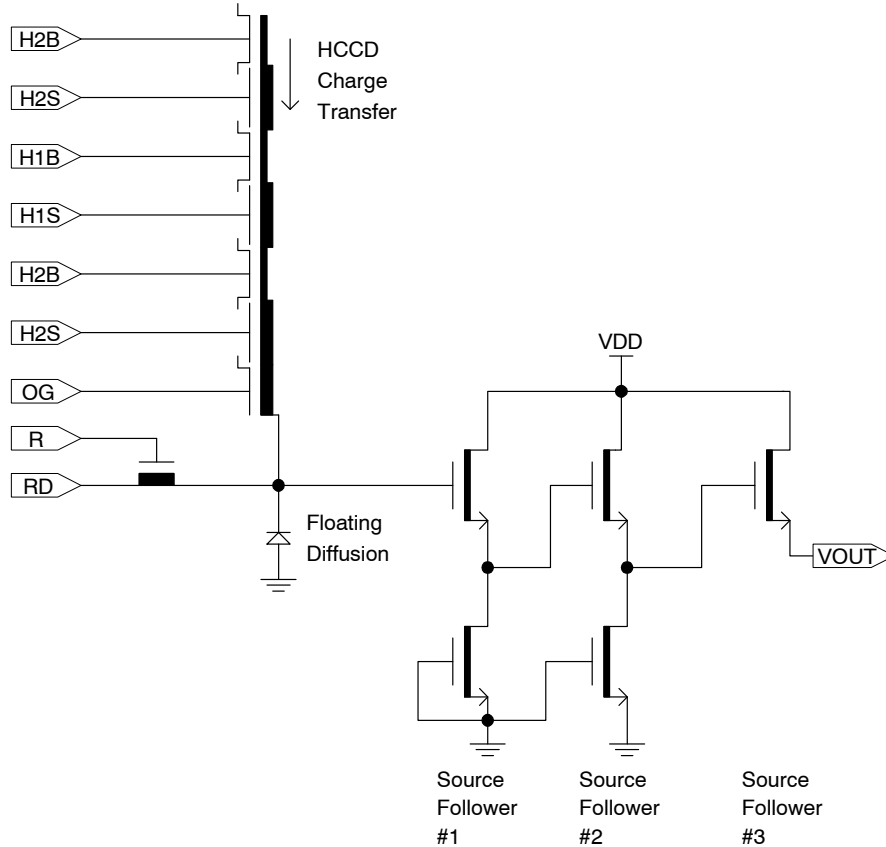 H2B
HCCD
Charge
Transfer
H2S
H1B
H1S
H2B
H2S
VDD
OG
R
RD
Floating
Diffusion
VOUT
Source
Follower
#1
Source
Follower
#2
Source
Follower
#3